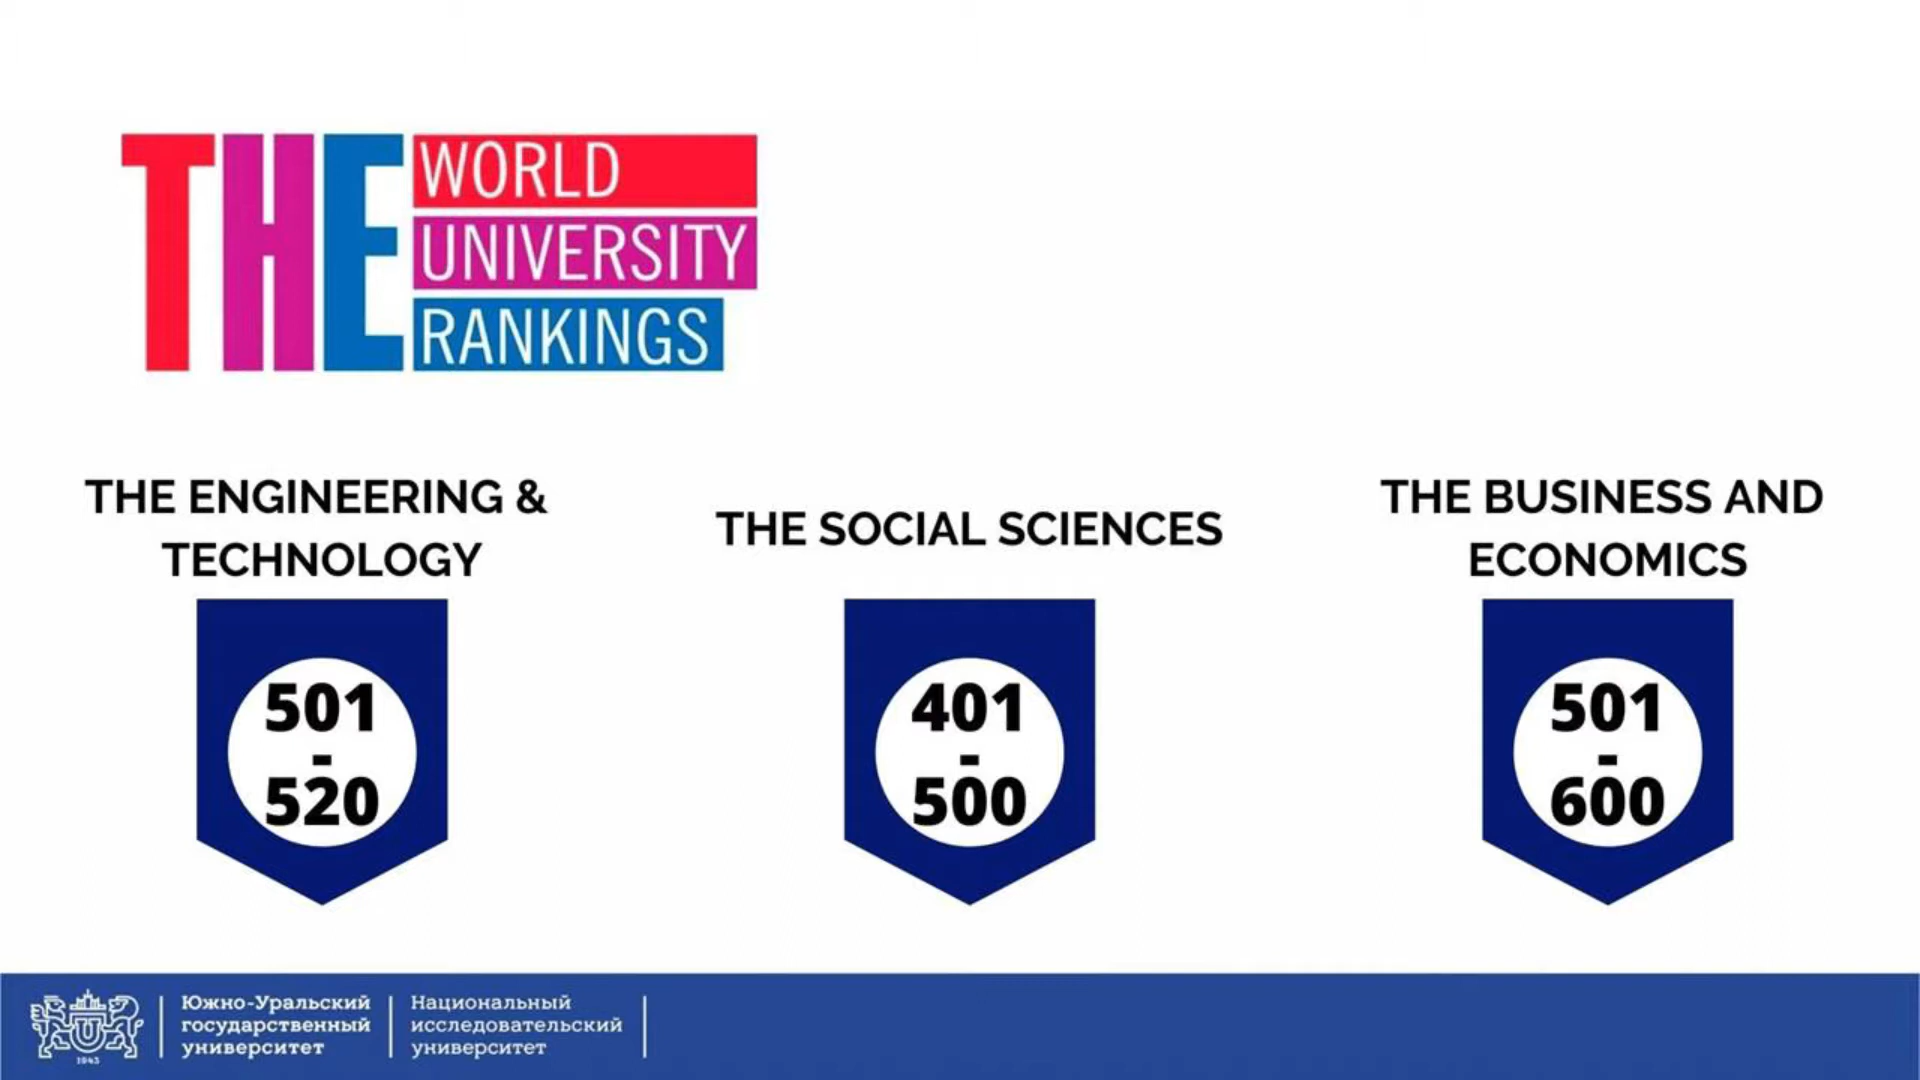 THE WORLD
UNIVERSITY
RANKINGS
THE ENGINEERING &
TECHNOLOGY
501
-
520
THE SOCIAL SCIENCES
401
-
500
THE BUSINESS AND
ECONOMICS
501
-
600
1943
Южно-Уральский
государственный
университет
Национальный
исследовательский
университет